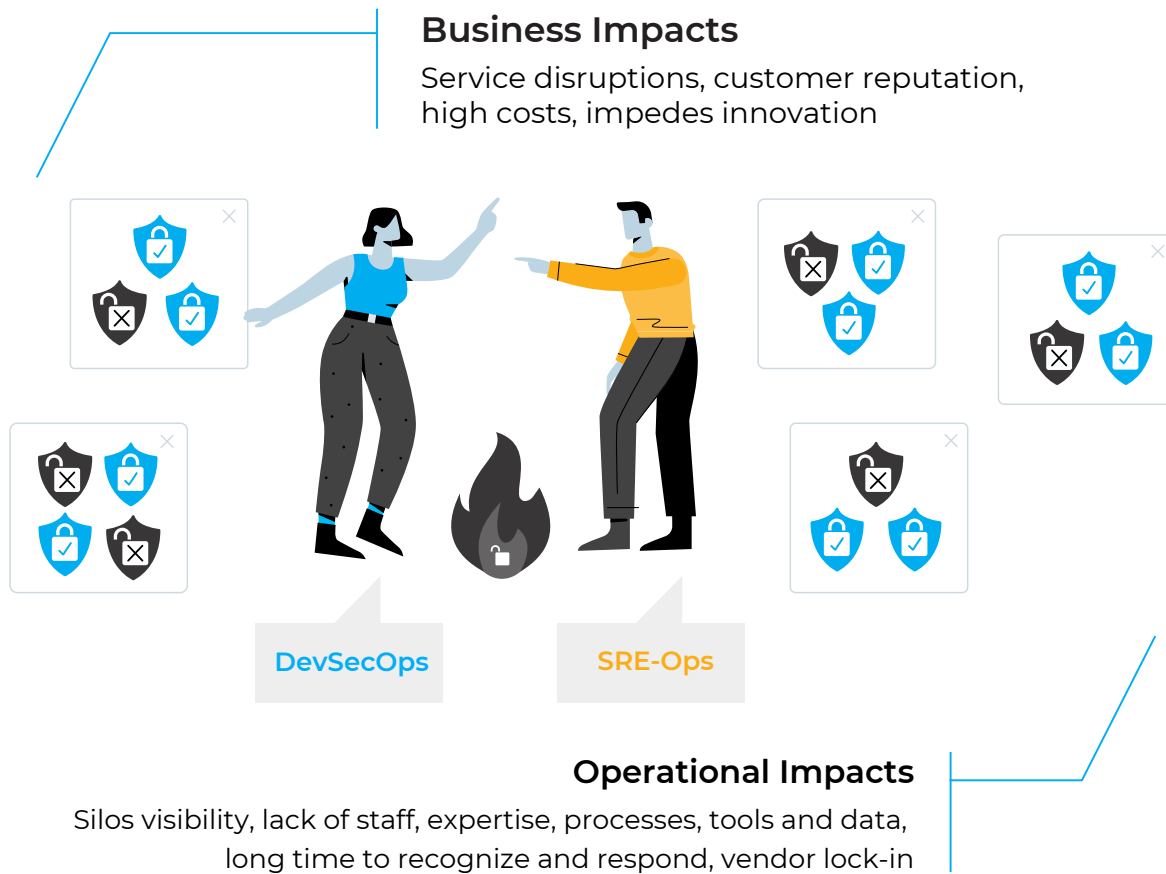 Business Impacts
Service disruptions, customer reputation,
high costs, impedes innovation
DevSecOps
SRE-Ops
Operational Impacts
Silos visibility, lack of staff, expertise, processes, tools and data,
long time to recognize and respond, vendor lock-in